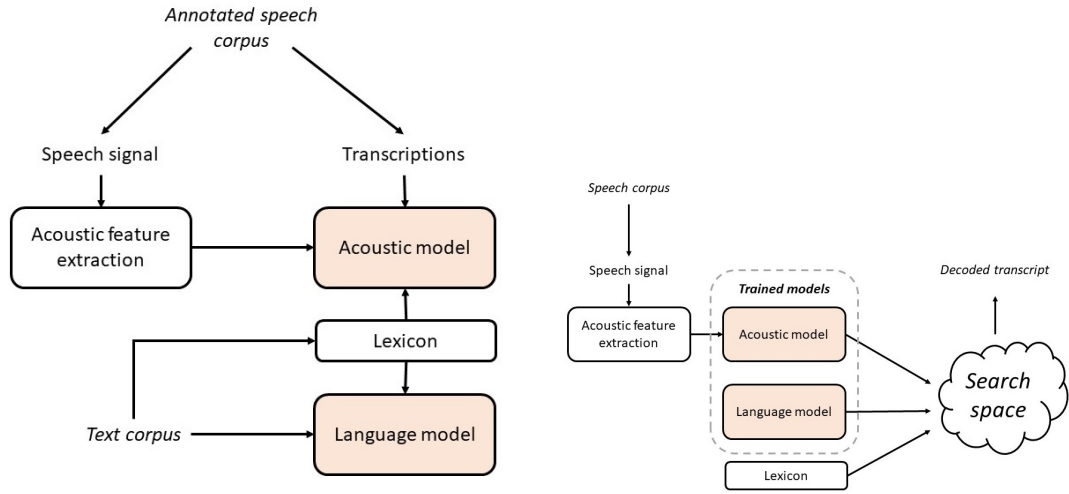 Annotated speech
corpus
Speech signal
Transcriptions
Acoustic feature
extraction
Acoustic model
Lexicon
Text corpus
Language model
Speech corpus
Speech signal
Acoustic feature
extraction
Trained models
Acoustic model
Language model
Lexicon
Decoded transcript
Search
space